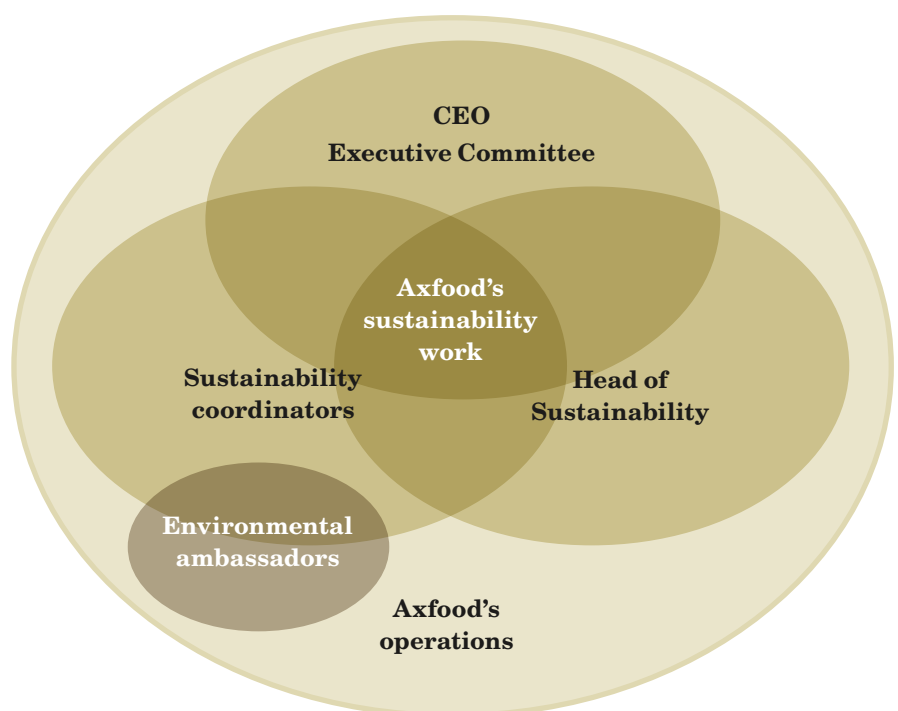 CEO
Executive Committee
Axfood’s
sustainability
work
Sustainability
coordinators
Head of
Sustainability
Environmental
ambassadors
Axfood’s
operations